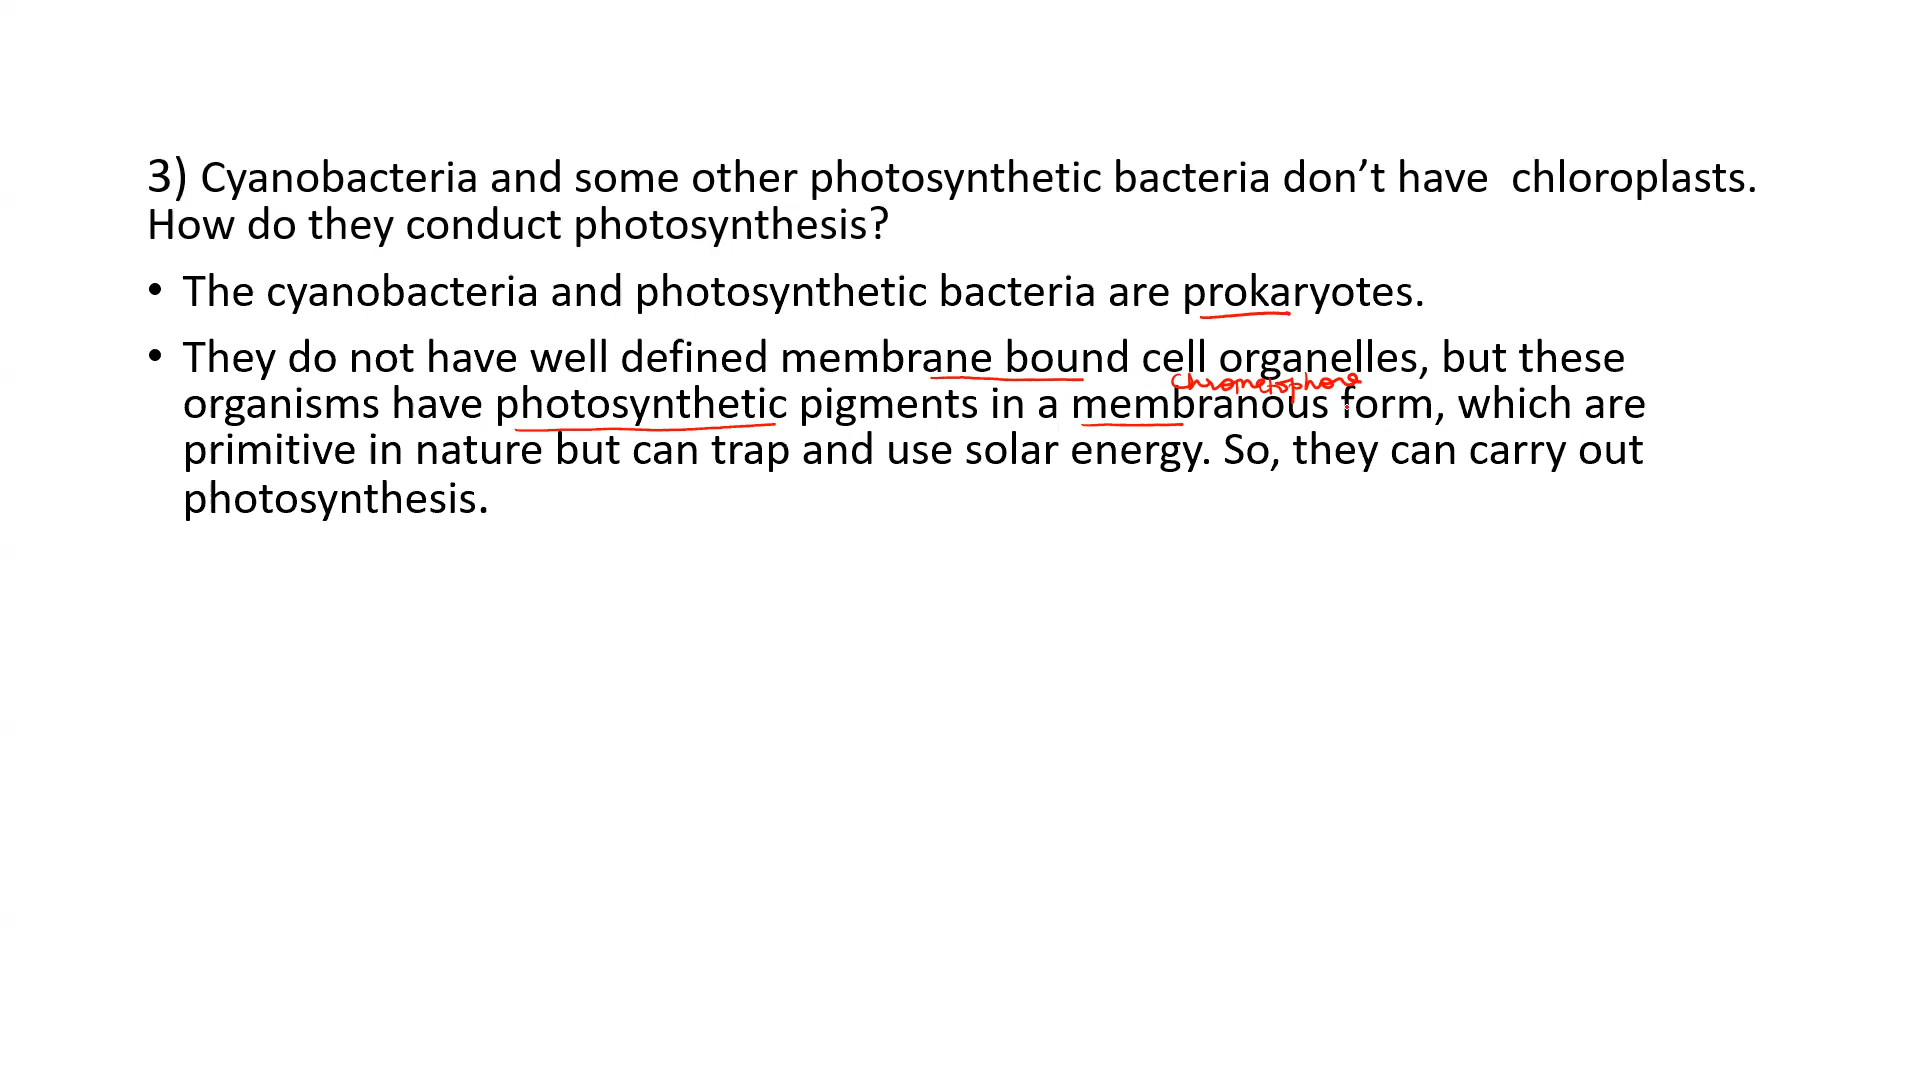 3) Cyanobacteria and some other photosynthetic bacteria don’t have chloroplasts.
How do they conduct photosynthesis?
• The cyanobacteria and photosynthetic bacteria are prokaryotes.
• They do not have well defined membrane bound cell organelles, but these
chrometophore
organisms have photosynthetic pigments in a membranous form, which are
primitive in nature but can trap and use solar energy. So, they can carry out
photosynthesis.